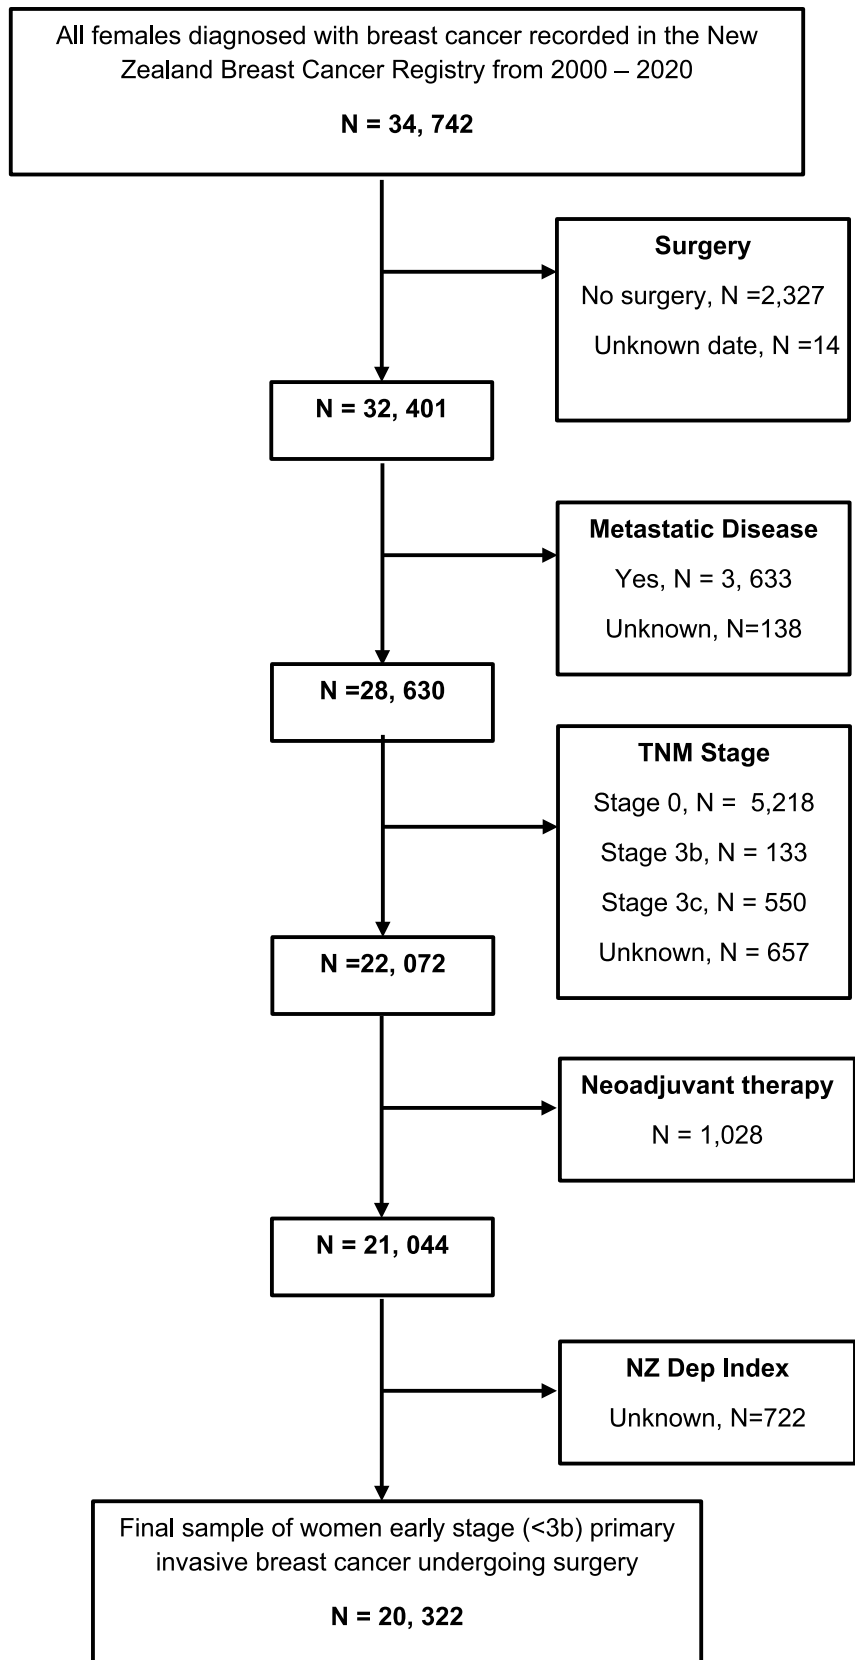 All females diagnosed with breast cancer recorded in the New
Zealand Breast Cancer Registry from 2000 – 2020
N = 34, 742
Surgery
No surgery, N =2,327
Unknown date, N =14
N = 32, 401
Metastatic Disease
Yes, N = 3, 633
Unknown, N=138
N =28, 630
TNM Stage
Stage 0, N =  5,218
Stage 3b, N = 133
Stage 3c, N = 550
Unknown, N = 657
N =22, 072
Neoadjuvant therapy
N = 1,028
N = 21, 044
NZ Dep Index
Unknown, N=722
Final sample of women early stage (<3b) primary
invasive breast cancer undergoing surgery
N = 20, 322